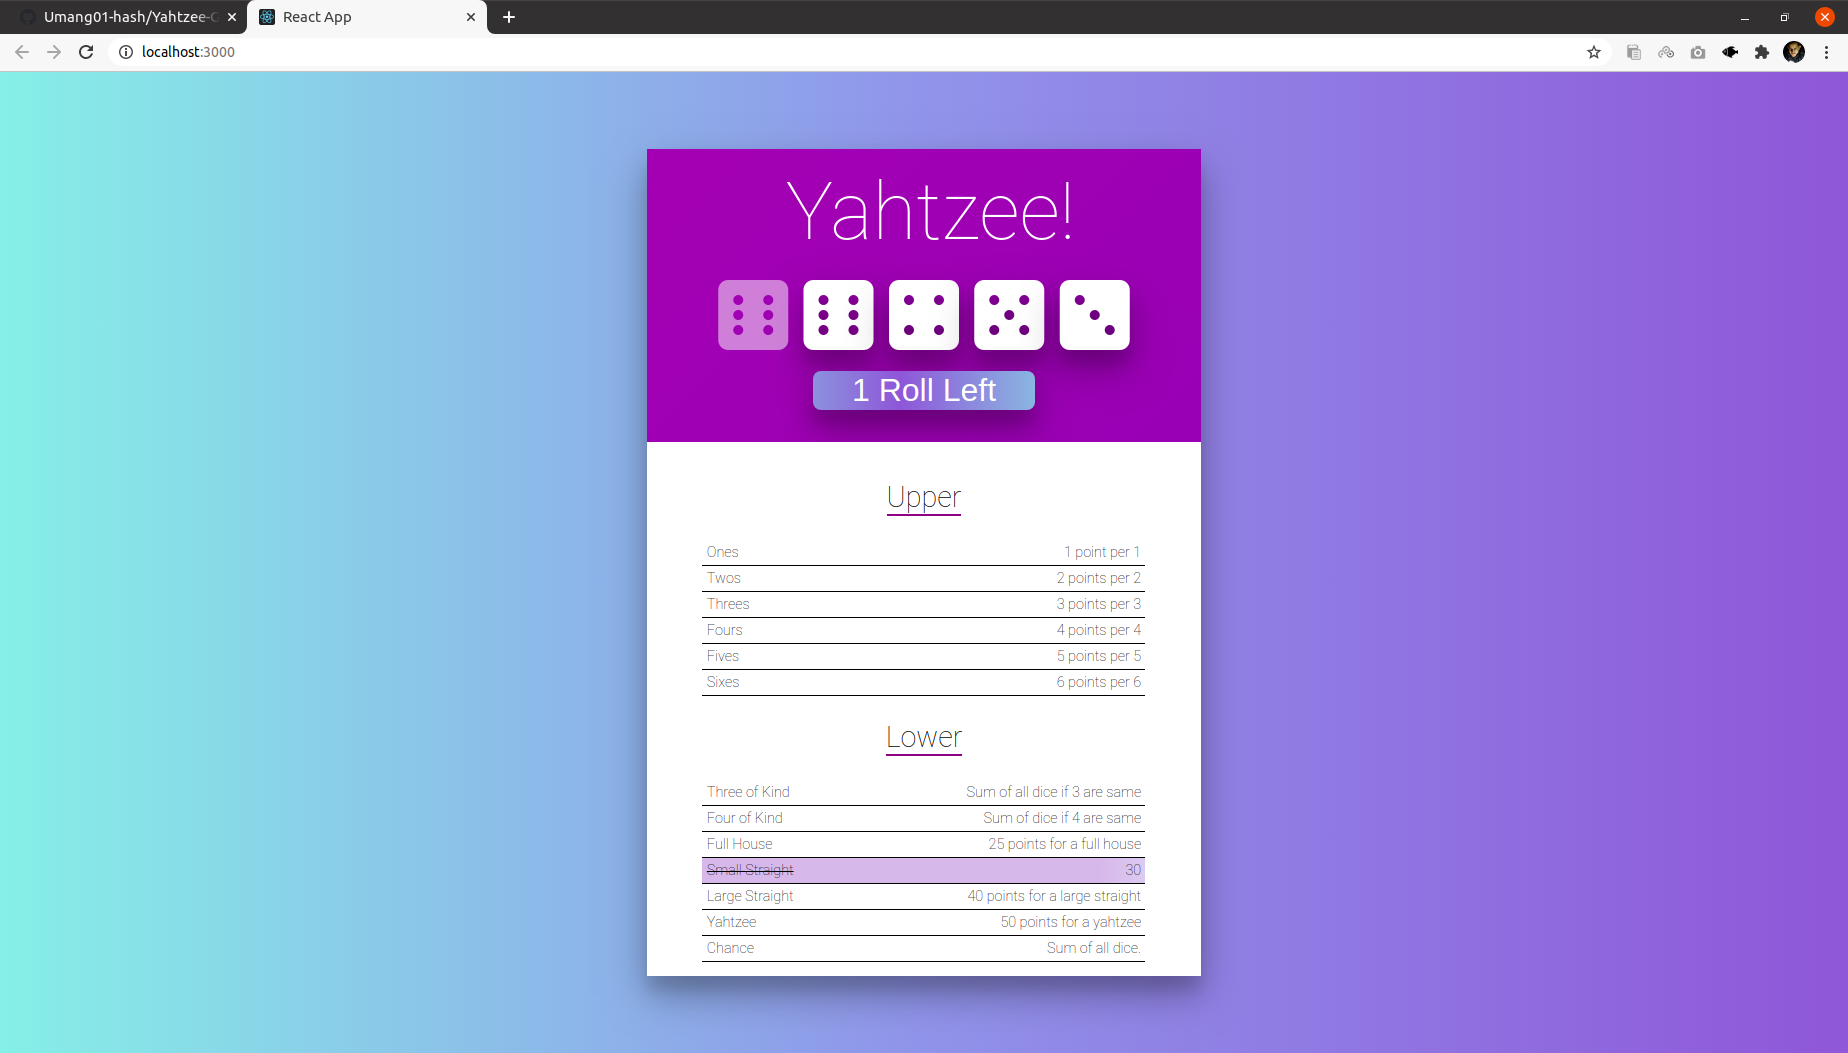 Umang01-hash/Yahtzee-G
React App
localhost:3000
Yahtzee!
1 Roll Left
Upper
Ones 1 point per 1
Twos 2 points per 2
Threes 3 points per 3
Fours 4 points per 4
Fives 5 points per 5
Sixes 6 points per 6
Lower
Three of Kind Sum of all dice if 3 are same
Four of Kind Sum of dice if 4 are same
Full House 25 points for a full house
Small Straight 30
Large Straight 40 points for a large straight
Yahtzee 50 points for a yahtzee
Chance Sum of all dice.